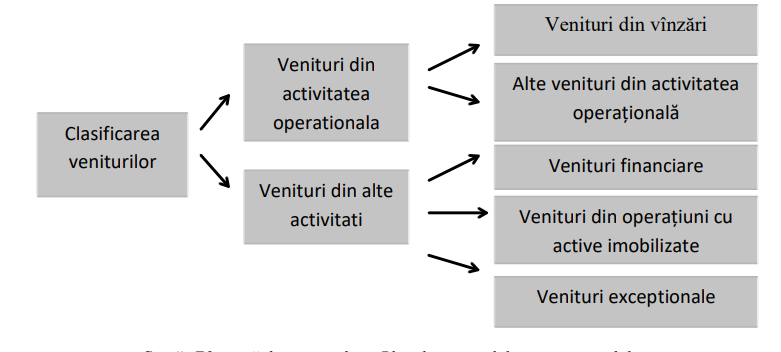 Clasificarea
veniturilor
Venituri din
activitatea
operationala
Venituri din alte
activitati
Venituri din vînzări
Alte venituri din activitatea
operațională
Venituri financiare
Venituri din operațiuni cu
active imobilizate
Venituri exceptionale